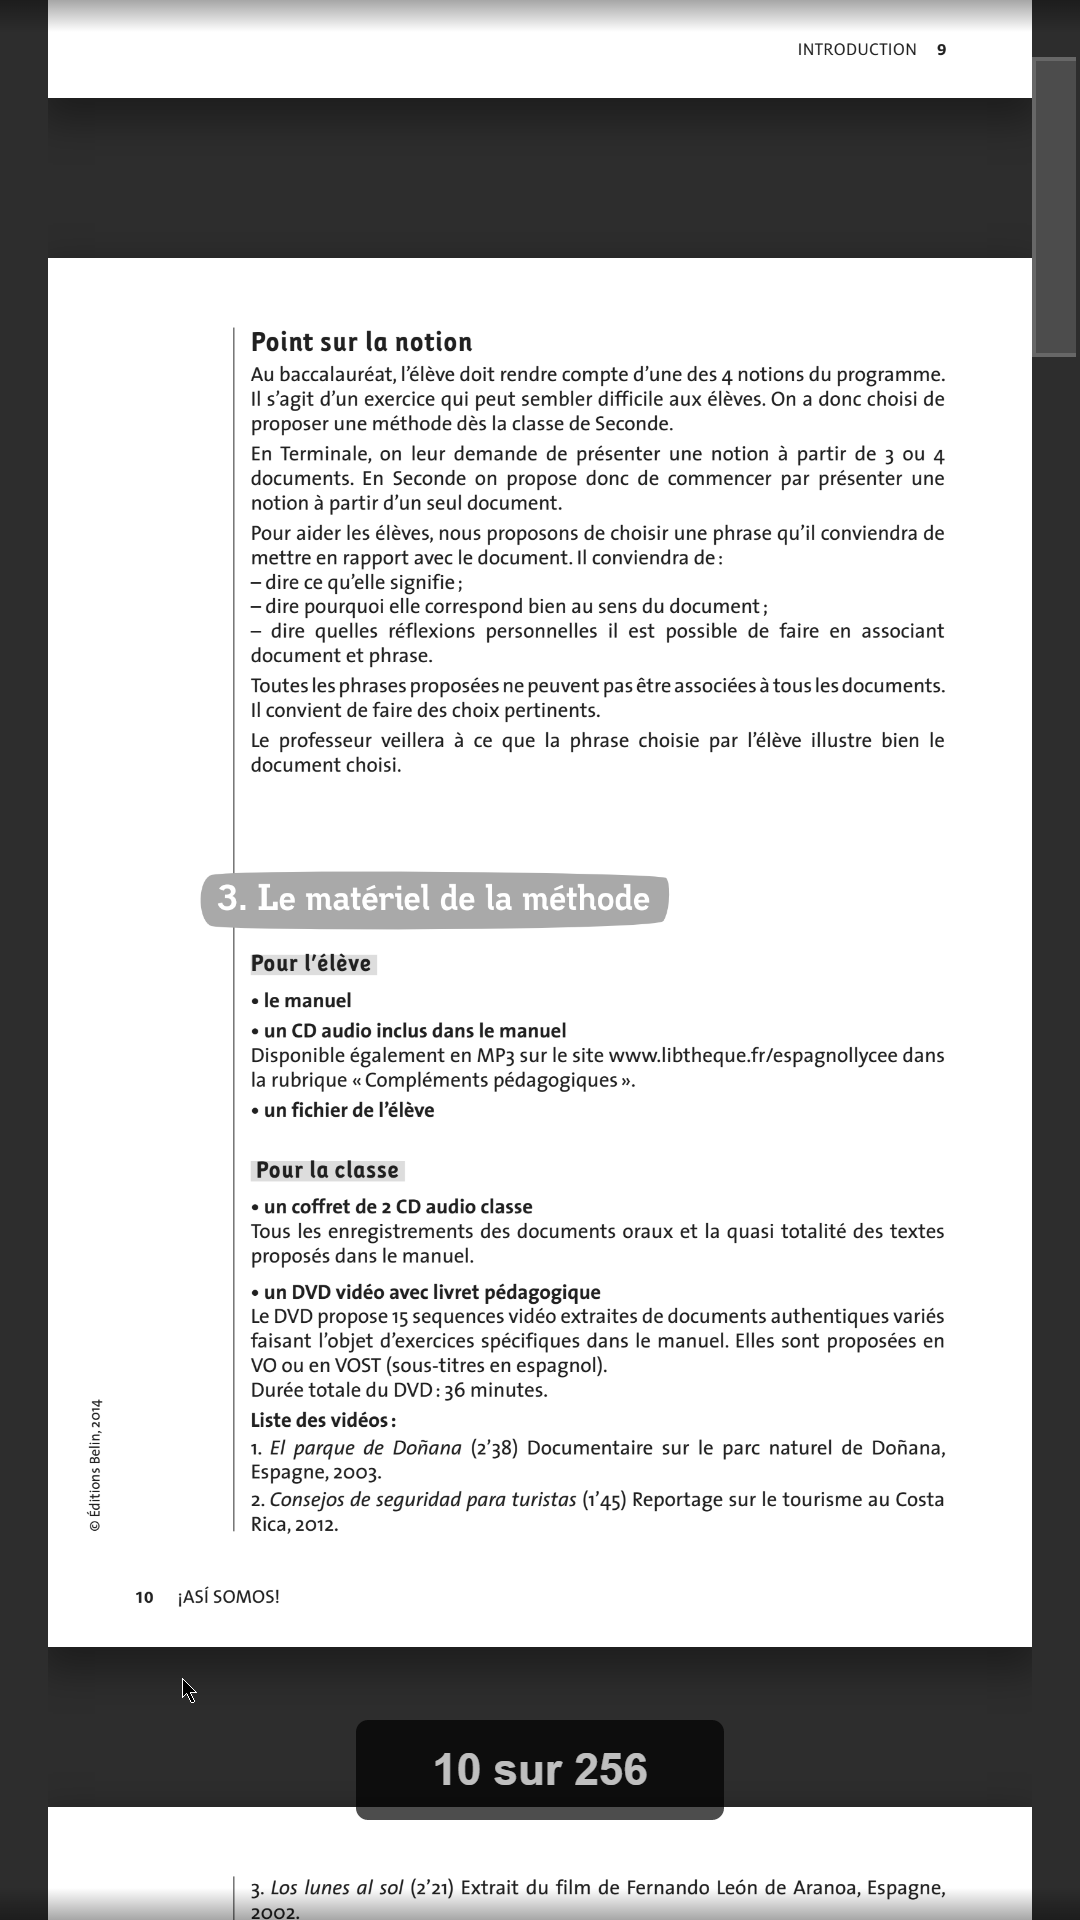 INTRODUCTION 9
Point sur la notion
Au baccalauréat, l’élève doit rendre compte d’une des 4 notions du programme.
Il s’agit d’un exercice qui peut sembler difficile aux élèves. On a donc choisi de
proposer une méthode dès la classe de Seconde.
En Terminale, on leur demande de présenter une notion à partir de 3 ou 4
documents. En Seconde on propose donc de commencer par présenter une
notion à partir d’un seul document.
Pour aider les élèves, nous proposons de choisir une phrase qu’il conviendra de
mettre en rapport avec le document. Il conviendra de :
– dire ce qu’elle signifie ;
– dire pourquoi elle correspond bien au sens du document ;
– dire quelles réflexions personnelles il est possible de faire en associant
document et phrase.
Toutes les phrases proposées ne peuvent pas être associées à tous les documents.
Il convient de faire des choix pertinents.
Le professeur veillera à ce que la phrase choisie par l’élève illustre bien le
document choisi.
3. Le matériel de la méthode
Pour l’élève
• le manuel
• un CD audio inclus dans le manuel
Disponible également en MP3 sur le site www.libtheque.fr/espagnollycee dans
la rubrique « Compléments pédagogiques ».
• un fichier de l’élève
Pour la classe
• un coffret de 2 CD audio classe
Tous les enregistrements des documents oraux et la quasi totalité des textes
proposés dans le manuel.
• un DVD vidéo avec livret pédagogique
Le DVD propose 15 sequences vidéo extraites de documents authentiques variés
faisant l’objet d’exercices spécifiques dans le manuel. Elles sont proposées en
VO ou en VOST (sous-titres en espagnol).
Durée totale du DVD : 36 minutes.
Liste des vidéos :
1. El parque de Doñana (2’38) Documentaire sur le parc naturel de Doñana,
Espagne, 2003.
2. Consejos de seguridad para turistas (1’45) Reportage sur le tourisme au Costa
Rica, 2012.
© Éditions Belin, 2014
10 ¡ASÍ SOMOS!
10 sur 256
3. Los lunes al sol (2’21) Extrait du film de Fernando León de Aranoa, Espagne,
2002.